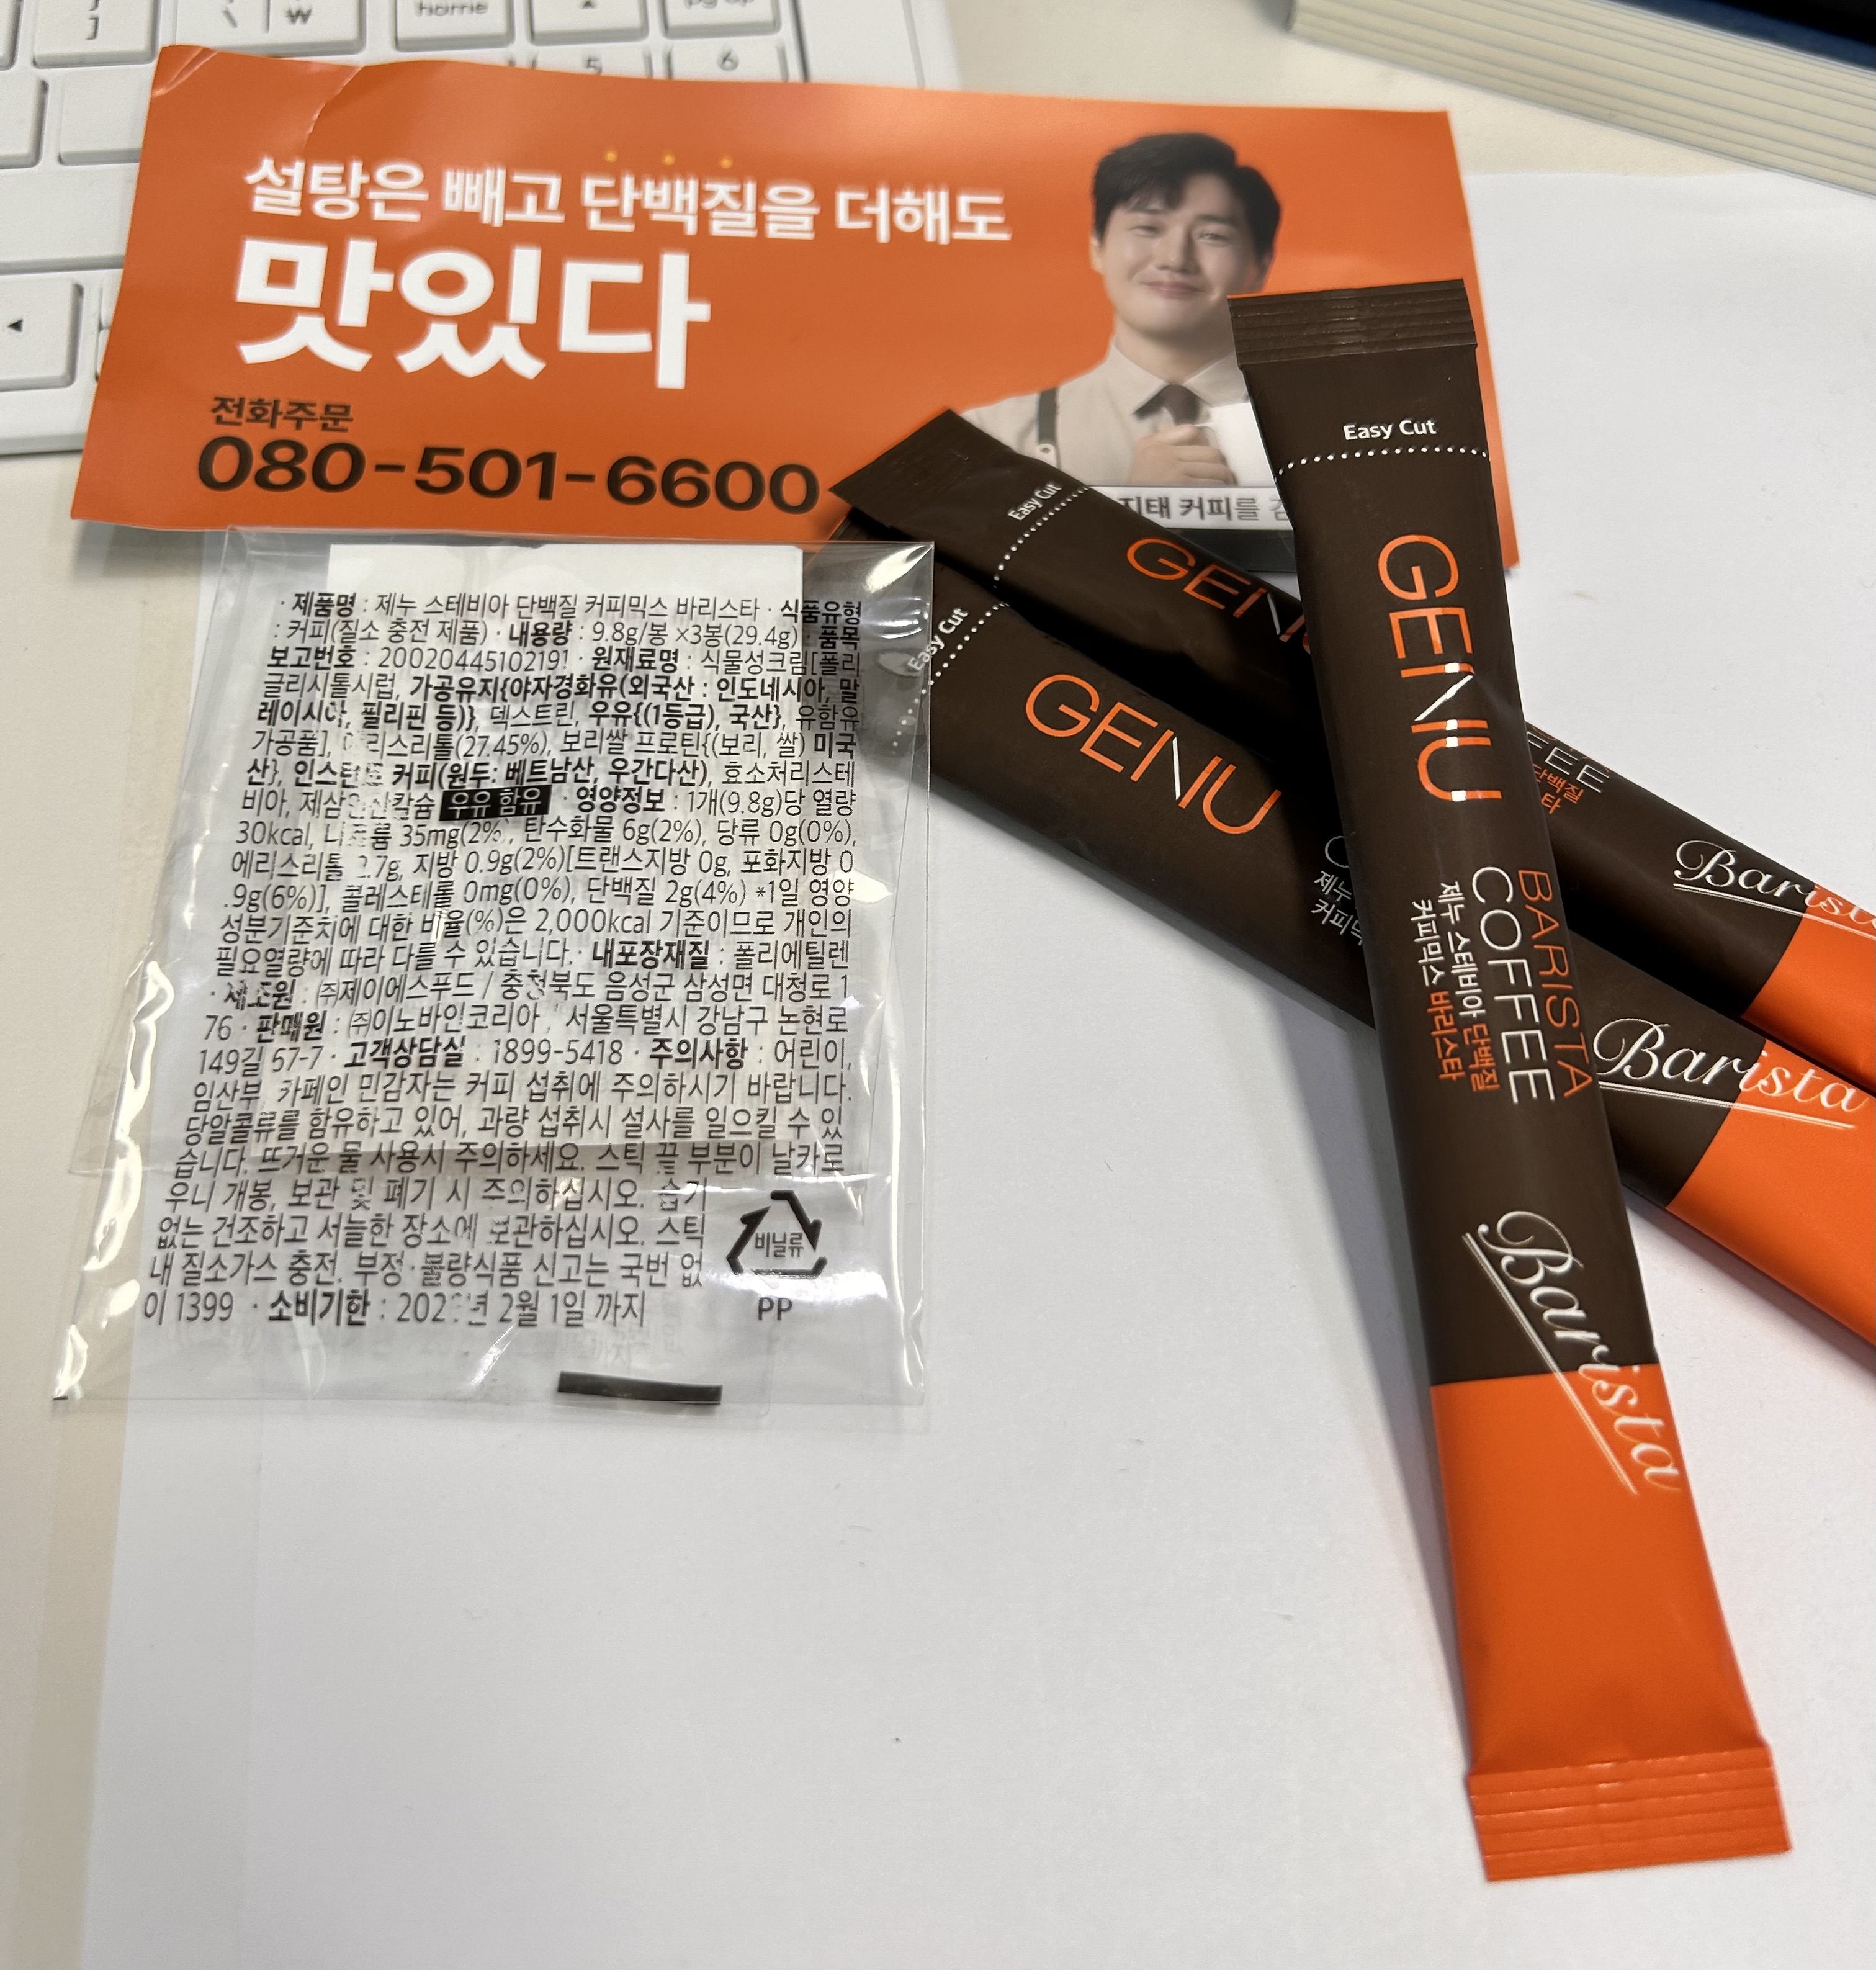 home
pg up
₩
5
6
설탕은 빼고 단백질을 더해도
맛있다
전화주문
080-501-6600
지태 커피를
· 제품명 : 제누 스테비아 단백질 커피믹스 바리스타 · 식품유형
: 커피(질소 충전 제품) · 내용량 : 9.8g/봉 ×3봉(29.4g) · 품목
보고번호 : 2002044510219! · 원재료명 : 식물성크림[폴리
글리시톨시럽, 가공유지{야자경화유(외국산 : 인도네시아, 말
레이시아, 필리핀 등)}, 덱스트린, 우유{(1등급), 국산}, 유함유
가공품], 에리스리톨(27.45%), 보리쌀 프로틴{(보리, 쌀) 미국
산}, 인스턴트 커피(원두: 베트남산, 우간다산), 효소처리스테
비아, 제삼인산칼슘 우유 함유 · 영양정보 : 1개(9.8g)당 열량
30kcal, 나트륨 35mg(2%), 탄수화물 6g(2%), 당류 0g(0%),
에리스리톨 2.7g, 지방 0.9g(2%)[트랜스지방 0g, 포화지방 0
.9g(6%)], 콜레스테롤 0mg(0%), 단백질 2g(4%) *1일 영양
성분기준치에 대한 비율(%)은 2,000kcal 기준이므로 개인의
필요열량에 따라 다를 수 있습니다. · 내포장재질 : 폴리에틸렌
· 제조원 : ㈜제이에스푸드 / 충청북도 음성군 삼성면 대청로 1
76 · 판매원 : ㈜이노바인코리아 / 서울특별시 강남구 논현로
149길 67-7 · 고객상담실 : 1899-5418 · 주의사항 : 어린이,
임산부, 카페인 민감자는 커피 섭취에 주의하시기 바랍니다.
당알콜류를 함유하고 있어, 과량 섭취시 설사를 일으킬 수 있
습니다. 뜨거운 물 사용시 주의하세요. 스틱 끝 부분이 날카로
우니 개봉, 보관 및 폐기 시 주의하십시오. 습기
없는 건조하고 서늘한 장소에 보관하십시오. 스틱
내 질소가스 충전. 부정·불량식품 신고는 국번 없
이 1399 · 소비기한 : 2월 1일 까지
비닐류
PP
Easy Cut
GENU
BARISTA
COFFEE
제누 스테비아 단백질
커피믹스 바리스타
Barista
Easy Cut
GENU
제누
커피믹
Barista
Easy Cut
GENU
단백질
Barista